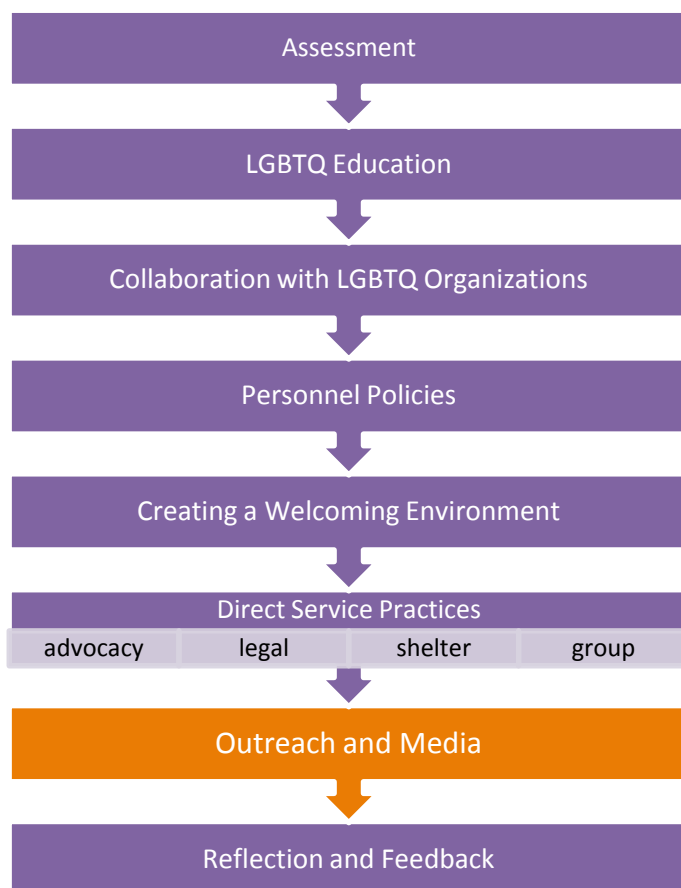 Assessment
LGBTQ Education
Collaboration with LGBTQ Organizations
Personnel Policies
Creating a Welcoming Environment
Direct Service Practices
advocacy legal shelter group
Outreach and Media
Reflection and Feedback